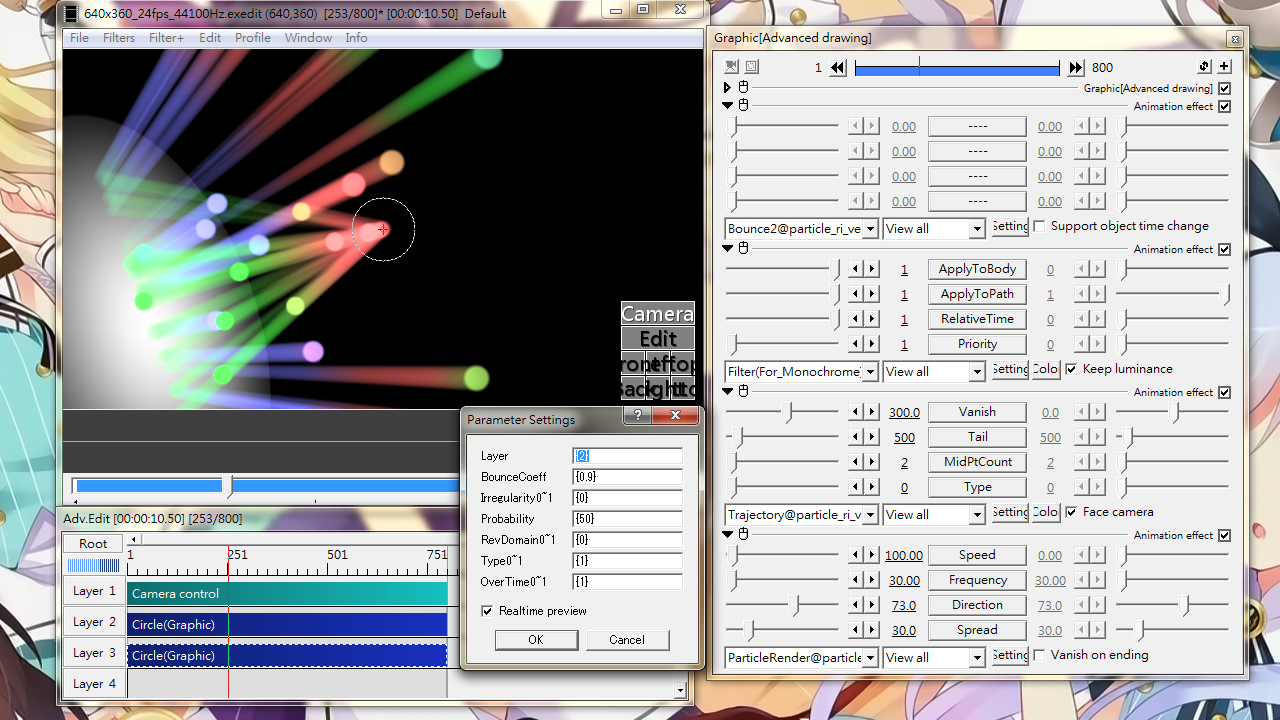 640x360_24fps_44100Hz.exedit (640,360) [253/800]* [00:00:10.50] Default
File Filters Filter+ Edit Profile Window Info
Camera
Edit
Graphic[Advanced drawing]
1 800
Graphic[Advanced drawing]
Animation effect
0.00 ---- 0.00
0.00 ---- 0.00
0.00 ---- 0.00
0.00 ---- 0.00
Bounce2@particle_ri_ve View all Setting Support object time change
Animation effect
1 ApplyToBody 0
1 ApplyToPath 1
1 RelativeTime 0
1 Priority 0
Filter(For_Monochrome View all Setting Colo Keep luminance
Animation effect
300.0 Vanish 0.0
500 Tail 500
2 MidPtCount 2
0 Type 0
Trajectory@particle_ri_v View all Setting Colo Face camera
Animation effect
100.00 Speed 0.00
30.00 Frequency 30.00
73.0 Direction 73.0
30.0 Spread 30.0
ParticleRender@particle View all Setting Vanish on ending
Parameter Settings
Layer {2}
BounceCoeff {0.9}
Irregularity0~1 {0}
Probability {50}
RevDomain0~1 {0}
Type0~1 {1}
OverTime0~1 {1}
Realtime preview
OK Cancel
Adv.Edit [00:00:10.50] [253/800]
Root
1 251 501 751
Layer 1 Camera control
Layer 2 Circle(Graphic)
Layer 3 Circle(Graphic)
Layer 4